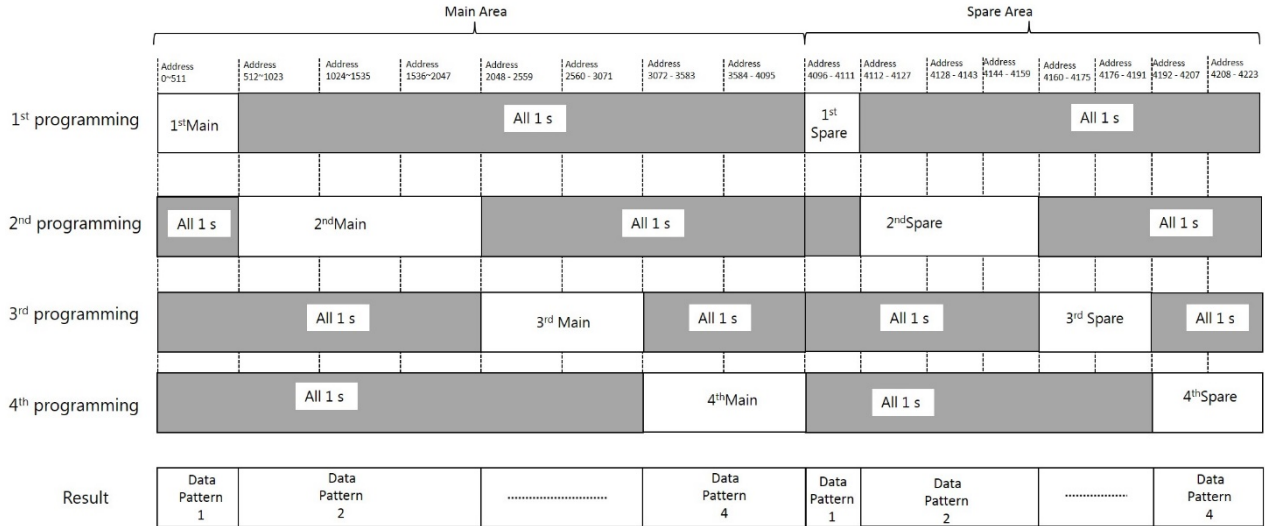 Main Area
Spare Area
Address
0~511
Address
512~1023
Address
1024~1535
Address
1536~2047
Address
2048 - 2559
Address
2560 - 3071
Address
3072 - 3583
Address
3584 - 4095
Address
4096 - 4111
Address
4112 - 4127
Address
4128 - 4143
Address
4144 - 4159
Address
4160 - 4175
Address
4176 - 4191
Address
4192 - 4207
Address
4208 - 4223
1st programming
1stMain
All 1 s
1st
Spare
All 1 s
2nd programming
All 1 s
2ndMain
All 1 s
2ndSpare
All 1 s
3rd programming
All 1 s
3rd Main
All 1 s
All 1 s
3rd Spare
All 1 s
4th programming
All 1 s
4thMain
All 1 s
4thSpare
Result
Data
Pattern
1
Data
Pattern
2
....................
Data
Pattern
4
Data
Pattern
1
Data
Pattern
2
.............
Data
Pattern
4